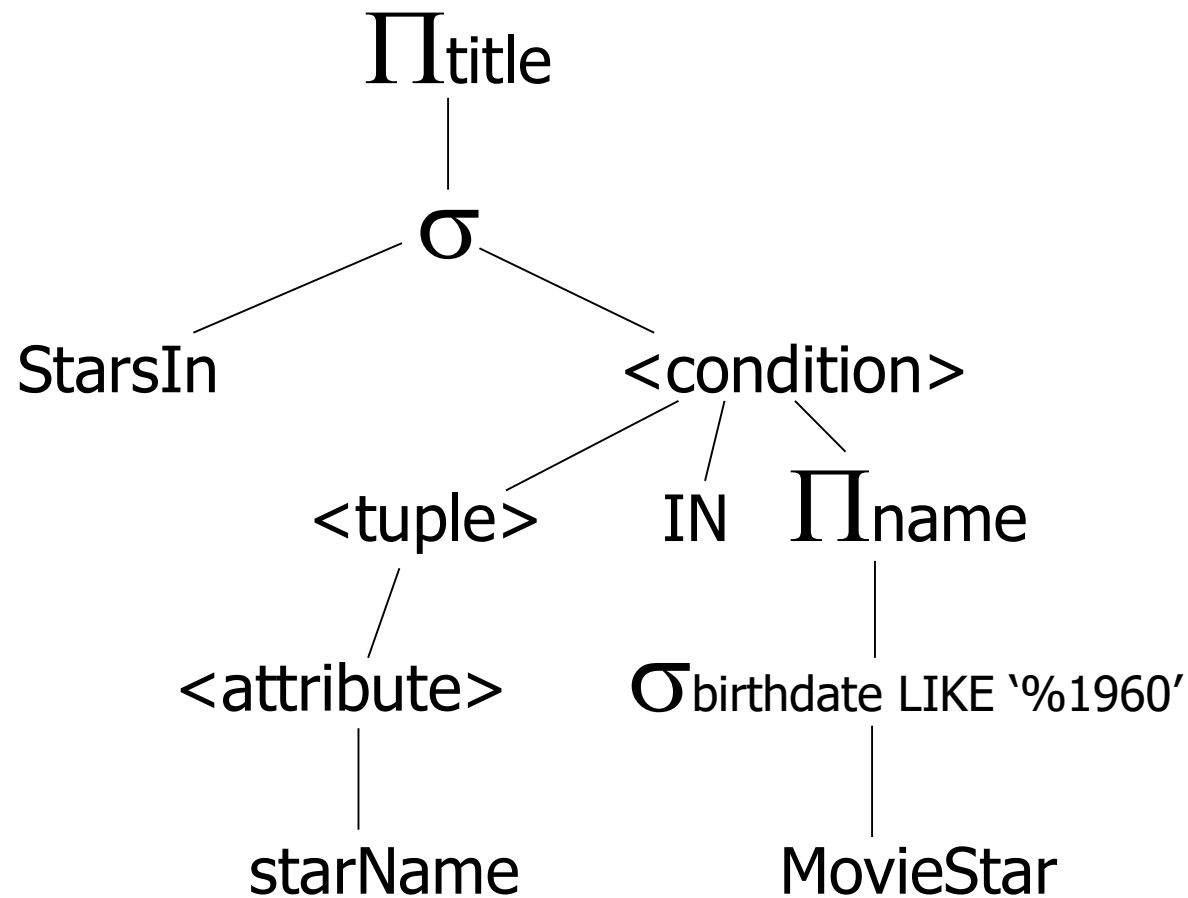 Πtitle
σ
StarsIn <condition>
<tuple> IN Πname
<attribute> σbirthdate LIKE ‘%1960’
starName MovieStar